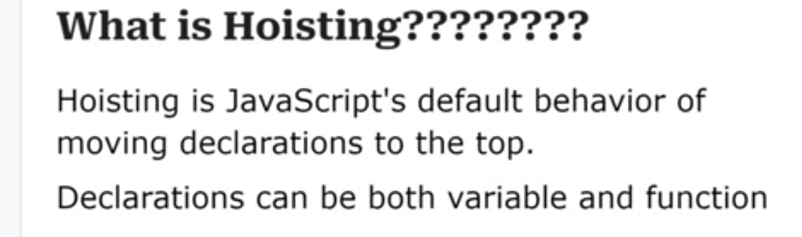 What is Hoisting????????
Hoisting is JavaScript's default behavior of
moving declarations to the top.
Declarations can be both variable and function